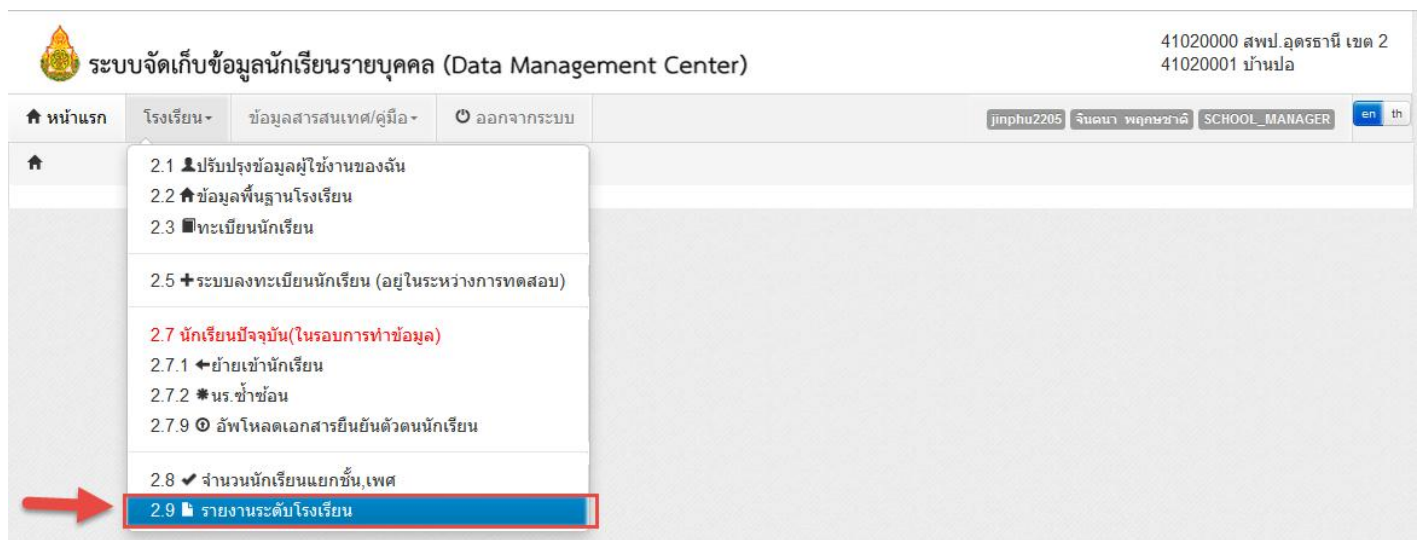 ระบบจัดเก็บข้อมูลนักเรียนรายบุคคล (Data Management Center)
41020000 สพป.อุดรธานี เขต 2
41020001 บ้านปอ
หน้าแรก โรงเรียน ข้อมูลสารสนเทศ/คู่มือ ออกจากระบบ jinphu2205 จินตนา พฤกษชาติ SCHOOL_MANAGER en th
2.1 ปรับปรุงข้อมูลผู้ใช้งานของฉัน
2.2 ข้อมูลพื้นฐานโรงเรียน
2.3 ทะเบียนนักเรียน
2.5 +ระบบลงทะเบียนนักเรียน (อยู่ในระหว่างการทดสอบ)
2.7 นักเรียนปัจจุบัน(ในรอบการทำข้อมูล)
2.7.1 ย้ายเข้านักเรียน
2.7.2 นร.ซ้ำซ้อน
2.7.9 อัพโหลดเอกสารยืนยันตัวตนนักเรียน
2.8 จำนวนนักเรียนแยกชั้น,เพศ
2.9 รายงานระดับโรงเรียน